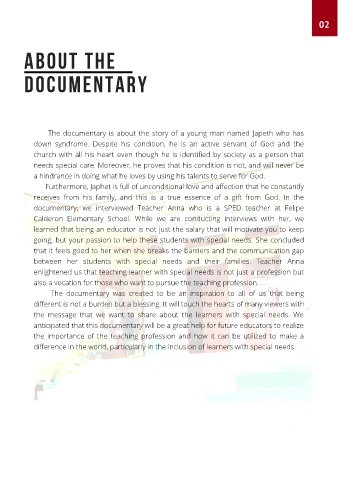 02
ABOUT THE
DOCUMENTARY
The documentary is about the story of a young man named Japeth who has
down syndrome. Despite his condition, he is an active servant of God and the
church with all his heart even though he is identified by society as a person that
needs special care. Moreover, he proves that his condition is not, and will never be
a hindrance in doing what he loves by using his talents to serve for God.
Furthermore, Japhet is full of unconditional love and affection that he constantly
receives from his family, and this is a true essence of a gift from God. In the
documentary, we interviewed Teacher Anna who is a SPED teacher at Felipe
Calderon Elementary School. While we are conducting interviews with her, we
learned that being an educator is not just the salary that will motivate you to keep
going, but your passion to help these students with special needs. She concluded
that it feels good to her when she breaks the barriers and the communication gap
between her students with special needs and their families. Teacher Anna
enlightened us that teaching learner with special needs is not just a profession but
also a vocation for those who want to pursue the teaching profession.
The documentary was created to be an inspiration to all of us that being
different is not a burden but a blessing. It will touch the hearts of many viewers with
the message that we want to share about the learners with special needs. We
anticipated that this documentary will be a great help for future educators to realize
the importance of the teaching profession and how it can be utilized to make a
difference in the world, particularly in the inclusion of learners with special needs.